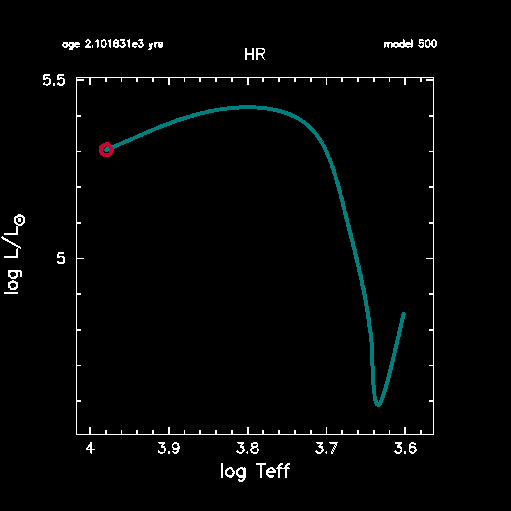 age 2.101831e3 yrs model 500
HR
5.5
5
log L/L⊙
4 3.9 3.8 3.7 3.6
log Teff